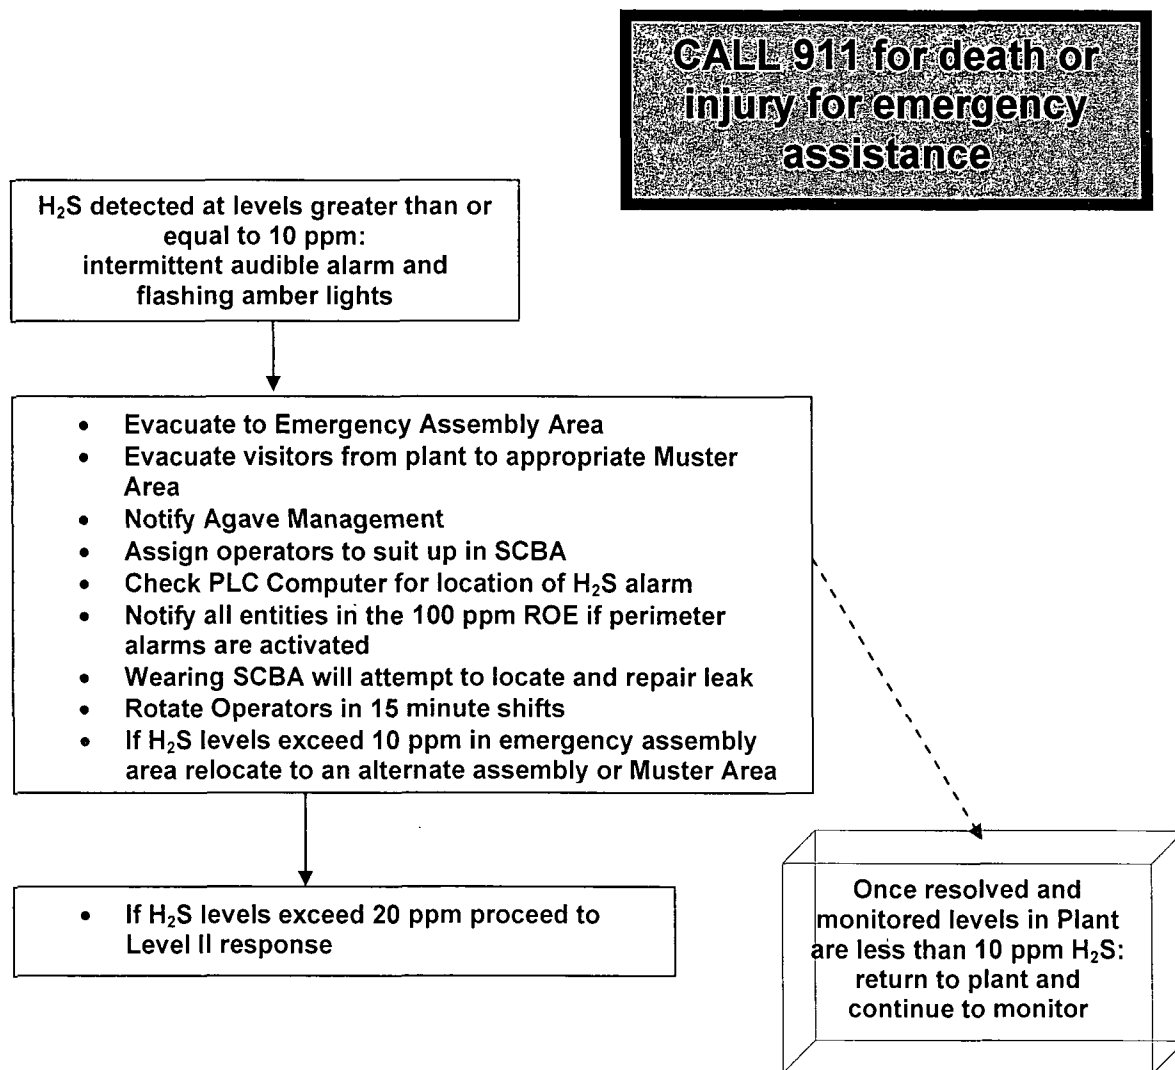 CALL 911 for death or
injury for emergency
assistance
H₂S detected at levels greater than or
equal to 10 ppm:
intermittent audible alarm and
flashing amber lights
• Evacuate to Emergency Assembly Area
• Evacuate visitors from plant to appropriate Muster
Area
• Notify Agave Management
• Assign operators to suit up in SCBA
• Check PLC Computer for location of H₂S alarm
• Notify all entities in the 100 ppm ROE if perimeter
alarms are activated
• Wearing SCBA will attempt to locate and repair leak
• Rotate Operators in 15 minute shifts
• If H₂S levels exceed 10 ppm in emergency assembly
area relocate to an alternate assembly or Muster Area
• If H₂S levels exceed 20 ppm proceed to
Level II response
Once resolved and
monitored levels in Plant
are less than 10 ppm H₂S:
return to plant and
continue to monitor